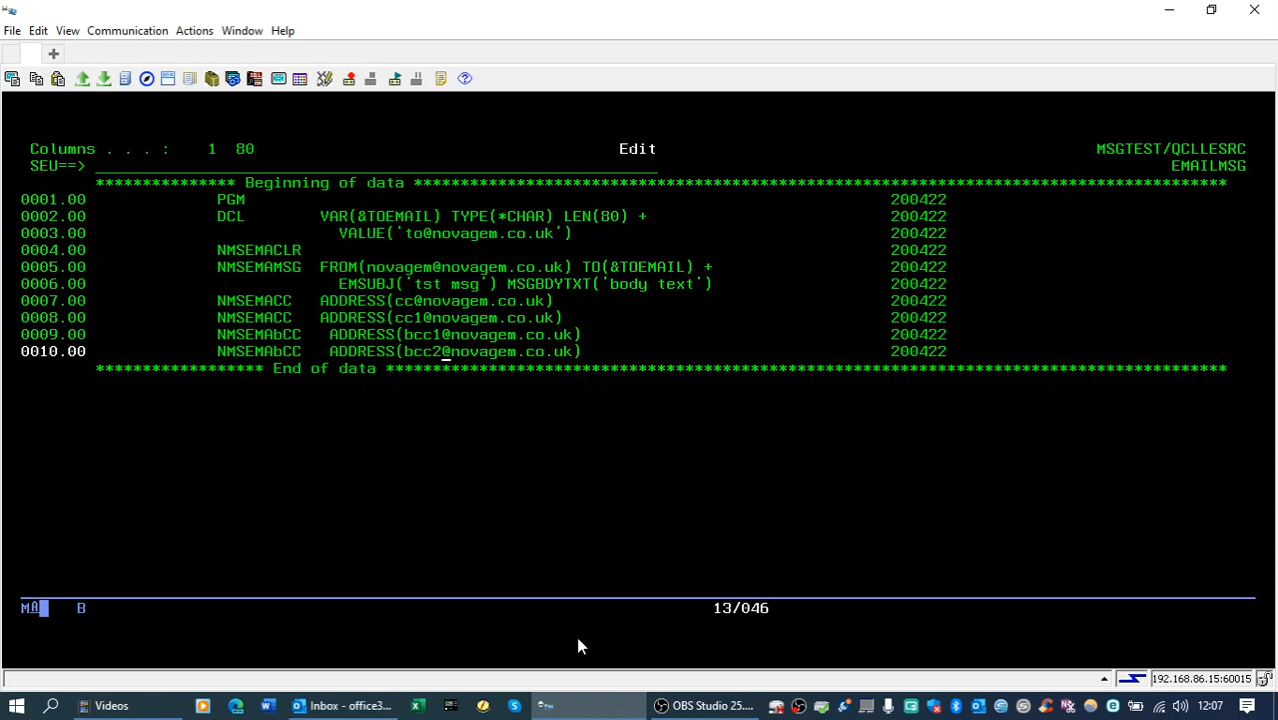 File Edit View Communication Actions Window Help
Columns . . . : 1 80 Edit MSGTEST/QCLLESRC
SEU==> EMAILMSG
*************** Beginning of data ***************************************************************************************
0001.00 PGM 200422
0002.00 DCL VAR(&TOEMAIL) TYPE(*CHAR) LEN(80) + 200422
0003.00 VALUE('to@novagem.co.uk') 200422
0004.00 NMSEMACLR 200422
0005.00 NMSEMAMSG FROM(novagem@novagem.co.uk) TO(&TOEMAIL) + 200422
0006.00 EMSUBJ('tst msg') MSGBDYTXT('body text') 200422
0007.00 NMSEMACC ADDRESS(cc@novagem.co.uk) 200422
0008.00 NMSEMACC ADDRESS(cc1@novagem.co.uk) 200422
0009.00 NMSEMAbCC ADDRESS(bcc1@novagem.co.uk) 200422
0010.00 NMSEMAbCC ADDRESS(bcc2@novagem.co.uk) 200422
****************** End of data ******************************************************************************************
MA B 13/046
192.168.86.15:60015
Videos Inbox - office3... OBS Studio 25.... 12:07